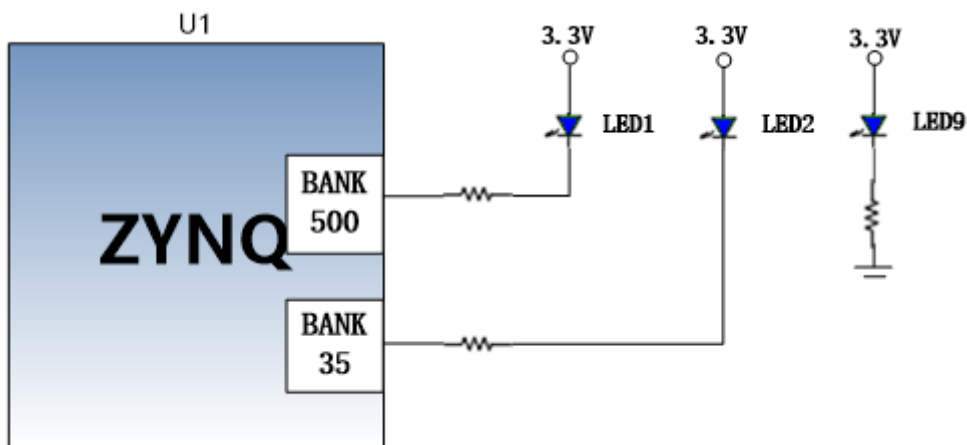 U1
3.3V
3.3V
3.3V
LED1
LED2
LED9
BANK
500
ZYNQ
BANK
35